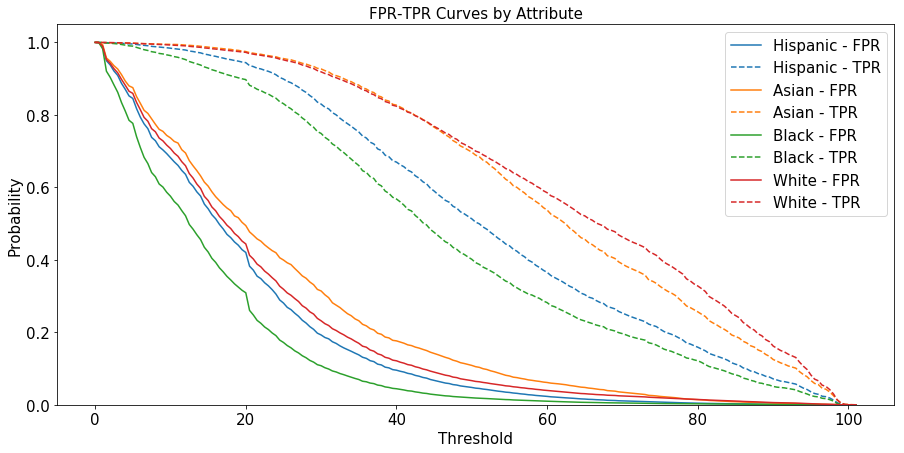 FPR-TPR Curves by Attribute
Probability
1.0
0.8
0.6
0.4
0.2
0.0
Hispanic - FPR
Hispanic - TPR
Asian - FPR
Asian - TPR
Black - FPR
Black - TPR
White - FPR
White - TPR
0 20 40 60 80 100
Threshold